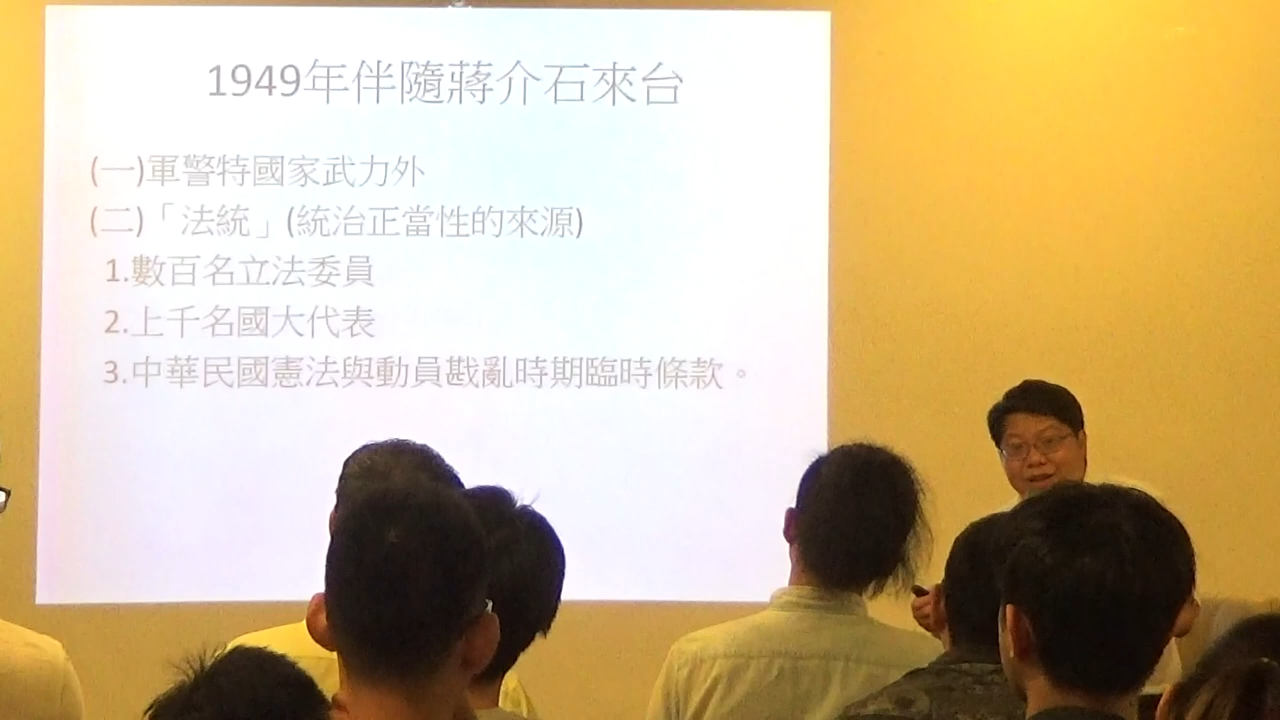 1949年伴隨蔣介石來台
(一)軍警特國家武力外
(二)「法統」(統治正當性的來源)
1.數百名立法委員
2.上千名國大代表
3.中華民國憲法與動員戡亂時期臨時條款。